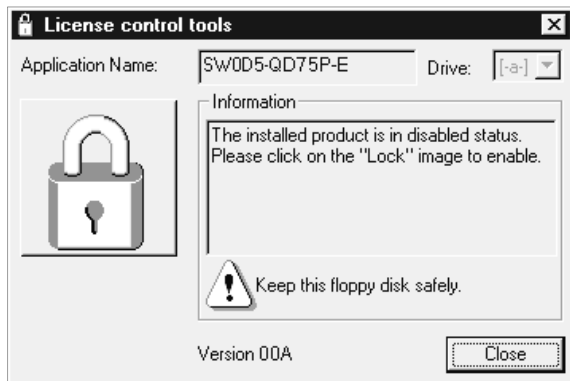 License control tools
Application Name:
SW0D5-QD75P-E
Drive:
[-a-]
Information
The installed product is in disabled status.
Please click on the "Lock" image to enable.
Keep this floppy disk safely.
Version 00A
Close